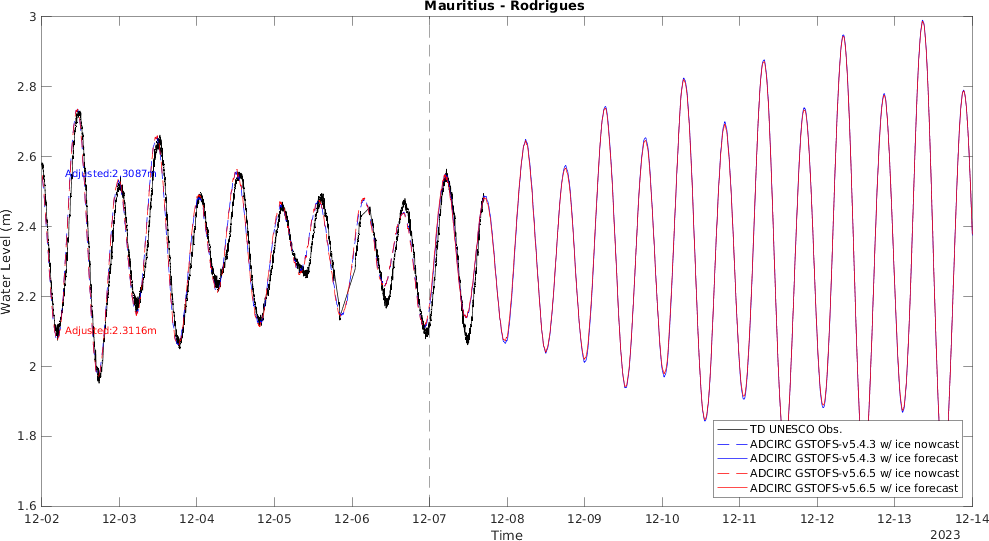 Mauritius - Rodrigues
3
2.8
2.6
2.4
2.2
2
1.8
1.6
Water Level (m)
Adjusted:2.3087m
Adjusted:2.3116m
TD UNESCO Obs.
ADCIRC GSTOFS-v5.4.3 w/ ice nowcast
ADCIRC GSTOFS-v5.4.3 w/ ice forecast
ADCIRC GSTOFS-v5.6.5 w/ ice nowcast
ADCIRC GSTOFS-v5.6.5 w/ ice forecast
12-02 12-03 12-04 12-05 12-06 12-07 12-08 12-09 12-10 12-11 12-12 12-13 12-14
Time
2023